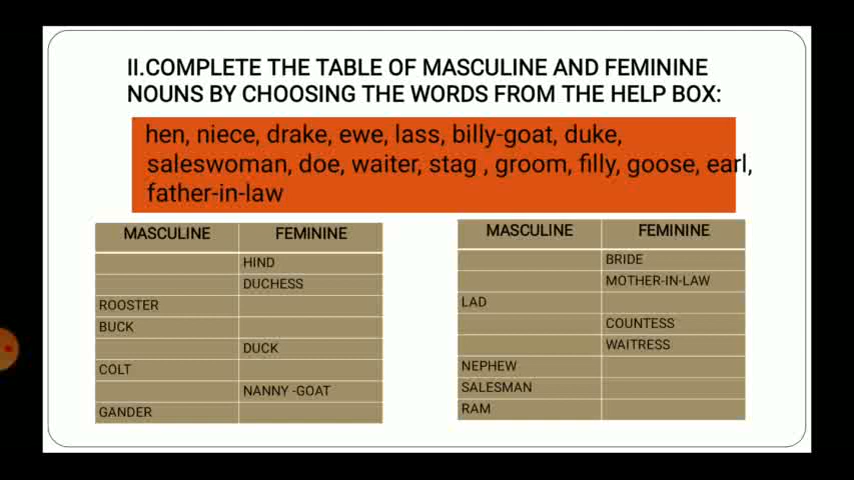 II.COMPLETE THE TABLE OF MASCULINE AND FEMININE
NOUNS BY CHOOSING THE WORDS FROM THE HELP BOX:
hen, niece, drake, ewe, lass, billy-goat, duke,
saleswoman, doe, waiter, stag , groom, filly, goose, earl,
father-in-law
MASCULINE FEMININE
HIND
DUCHESS
ROOSTER
BUCK
DUCK
COLT
NANNY -GOAT
GANDER
MASCULINE FEMININE
BRIDE
MOTHER-IN-LAW
LAD
COUNTESS
WAITRESS
NEPHEW
SALESMAN
RAM